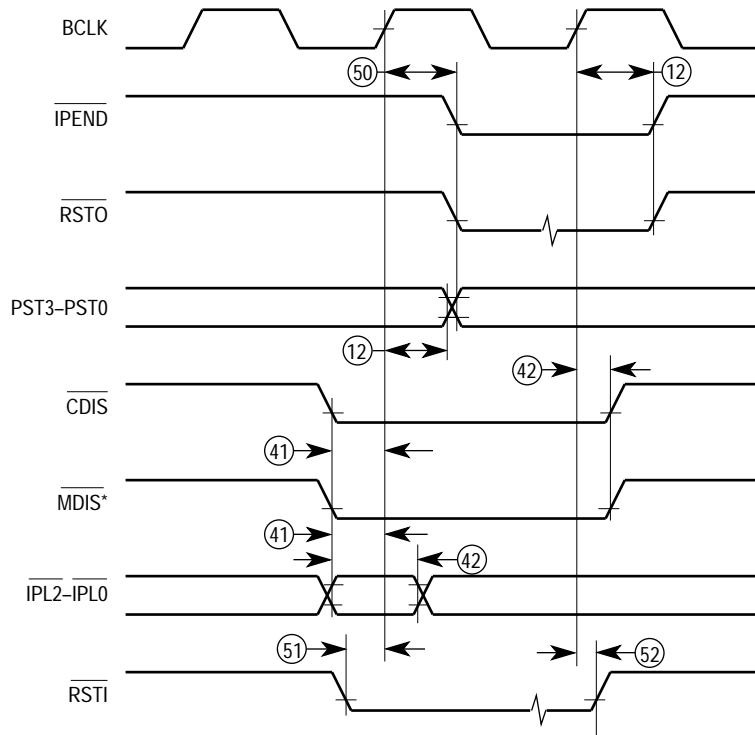 BCLK
50
12
IPEND
RSTO
PST3–PST0
12
42
CDIS
41
MDIS*
41
42
IPL2–IPL0
51
52
RSTI